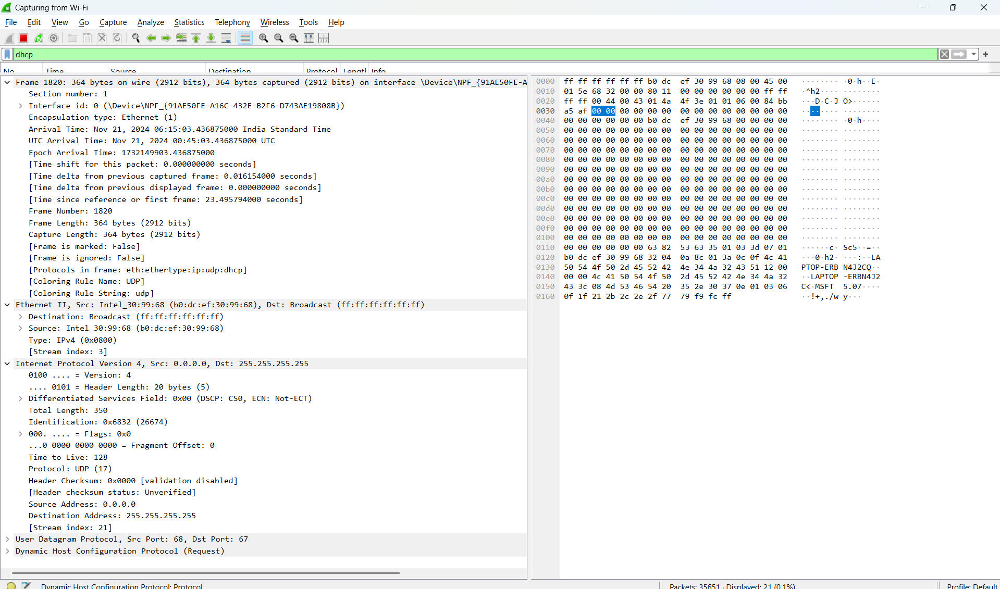 Capturing from Wi-Fi
File Edit View Go Capture Analyze Statistics Telephony Wireless Tools Help
dhcp
No. Time Source Destination Protocol Length Info
Frame 1820: 364 bytes on wire (2912 bits), 364 bytes captured (2912 bits) on interface \Device\NPF_{91AE50FE-A
Section number: 1
Interface id: 0 (\Device\NPF_{91AE50FE-A16C-432E-B2F6-D743AE19808B})
Encapsulation type: Ethernet (1)
Arrival Time: Nov 21, 2024 06:15:03.436875000 India Standard Time
UTC Arrival Time: Nov 21, 2024 00:45:03.436875000 UTC
Epoch Arrival Time: 1732149903.436875000
[Time shift for this packet: 0.000000000 seconds]
[Time delta from previous captured frame: 0.016154000 seconds]
[Time delta from previous displayed frame: 0.000000000 seconds]
[Time since reference or first frame: 23.495794000 seconds]
Frame Number: 1820
Frame Length: 364 bytes (2912 bits)
Capture Length: 364 bytes (2912 bits)
[Frame is marked: False]
[Frame is ignored: False]
[Protocols in frame: eth:ethertype:ip:udp:dhcp]
[Coloring Rule Name: UDP]
[Coloring Rule String: udp]
Ethernet II, Src: Intel_30:99:68 (b0:dc:ef:30:99:68), Dst: Broadcast (ff:ff:ff:ff:ff:ff)
Destination: Broadcast (ff:ff:ff:ff:ff:ff)
Source: Intel_30:99:68 (b0:dc:ef:30:99:68)
Type: IPv4 (0x0800)
[Stream index: 3]
Internet Protocol Version 4, Src: 0.0.0.0, Dst: 255.255.255.255
0100 .... = Version: 4
.... 0101 = Header Length: 20 bytes (5)
Differentiated Services Field: 0x00 (DSCP: CS0, ECN: Not-ECT)
Total Length: 350
Identification: 0x6832 (26674)
000. .... = Flags: 0x0
...0 0000 0000 0000 = Fragment Offset: 0
Time to Live: 128
Protocol: UDP (17)
Header Checksum: 0x0000 [validation disabled]
[Header checksum status: Unverified]
Source Address: 0.0.0.0
Destination Address: 255.255.255.255
[Stream index: 21]
User Datagram Protocol, Src Port: 68, Dst Port: 67
Dynamic Host Configuration Protocol (Request)
0000 ff ff ff ff ff ff b0 dc ef 30 99 68 08 00 45 00 ········ ·0·h··E·
0010 01 5e 68 32 00 00 80 11 00 00 00 00 00 00 ff ff ·^h2···· ········
0020 ff ff 00 44 00 43 01 4a 4f 3e 01 01 06 00 84 bb ···D·C·J O>······
0030 a5 af 00 00 00 00 00 00 00 00 00 00 00 00 00 00 ········ ········
0040 00 00 00 00 00 00 b0 dc ef 30 99 68 00 00 00 00 ········ ·0·h····
0050 00 00 00 00 00 00 00 00 00 00 00 00 00 00 00 00 ········ ········
0060 00 00 00 00 00 00 00 00 00 00 00 00 00 00 00 00 ········ ········
0070 00 00 00 00 00 00 00 00 00 00 00 00 00 00 00 00 ········ ········
0080 00 00 00 00 00 00 00 00 00 00 00 00 00 00 00 00 ········ ········
0090 00 00 00 00 00 00 00 00 00 00 00 00 00 00 00 00 ········ ········
00a0 00 00 00 00 00 00 00 00 00 00 00 00 00 00 00 00 ········ ········
00b0 00 00 00 00 00 00 00 00 00 00 00 00 00 00 00 00 ········ ········
00c0 00 00 00 00 00 00 00 00 00 00 00 00 00 00 00 00 ········ ········
00d0 00 00 00 00 00 00 00 00 00 00 00 00 00 00 00 00 ········ ········
00e0 00 00 00 00 00 00 00 00 00 00 00 00 00 00 00 00 ········ ········
00f0 00 00 00 00 00 00 00 00 00 00 00 00 00 00 00 00 ········ ········
0100 00 00 00 00 00 00 00 00 00 00 00 00 00 00 00 00 ········ ········
0110 00 00 00 00 00 00 63 82 53 63 35 01 03 3d 07 01 ······c· Sc5··=··
0120 b0 dc ef 30 99 68 32 04 0a 8c 01 3a 0c 0f 4c 41 ···0·h2· ···:··LA
0130 50 54 4f 50 2d 45 52 42 4e 34 4a 32 43 51 12 00 PTOP-ERB N4J2CQ··
0140 00 00 4c 41 50 54 4f 50 2d 45 52 42 4e 34 4a 32 ··LAPTOP -ERBN4J2
0150 43 3c 08 4d 53 46 54 20 35 2e 30 37 0e 01 03 06 C<·MSFT 5.07····
0160 0f 1f 21 2b 2c 2e 2f 77 79 f9 fc ff ··!+,./w y···
Dynamic Host Configuration Protocol: Protocol
Packets: 35651 · Displayed: 21 (0.1%)
Profile: Default